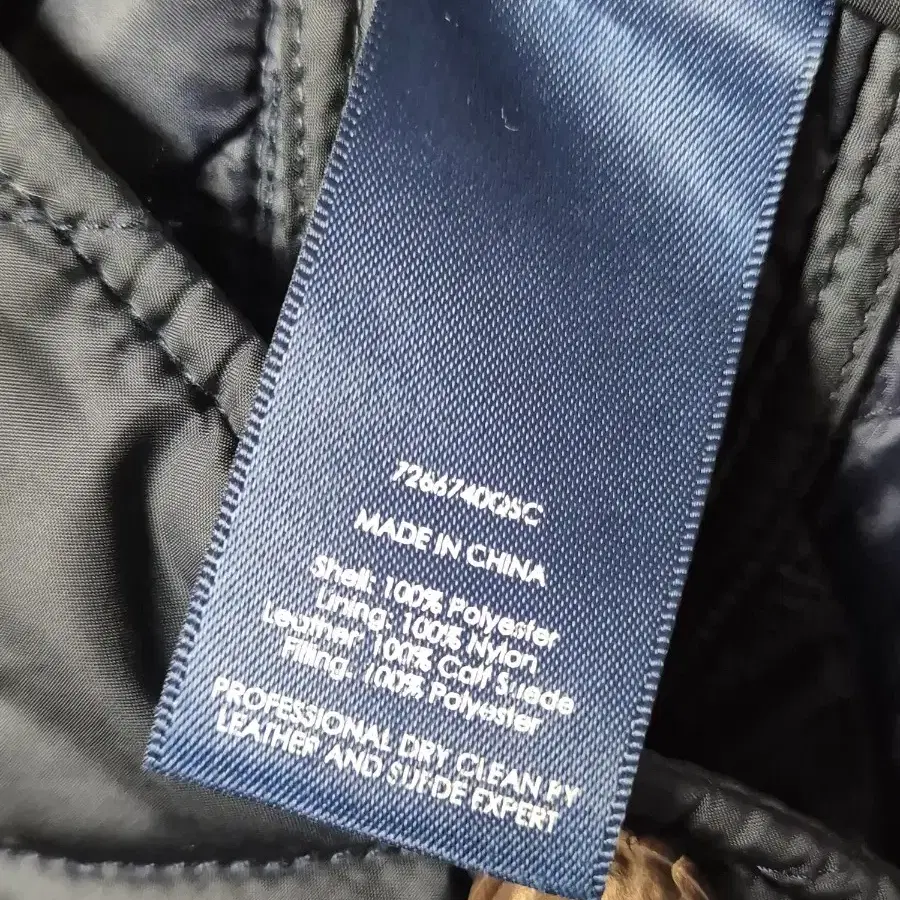 7266740QSC
MADE IN CHINA
Shell: 100% Polyester
Lining: 100% Nylon
Leather: 100% Calf Suede
Filling: 100% Polyester
PROFESSIONAL DRY CLEAN BY
LEATHER AND SUEDE EXPERT